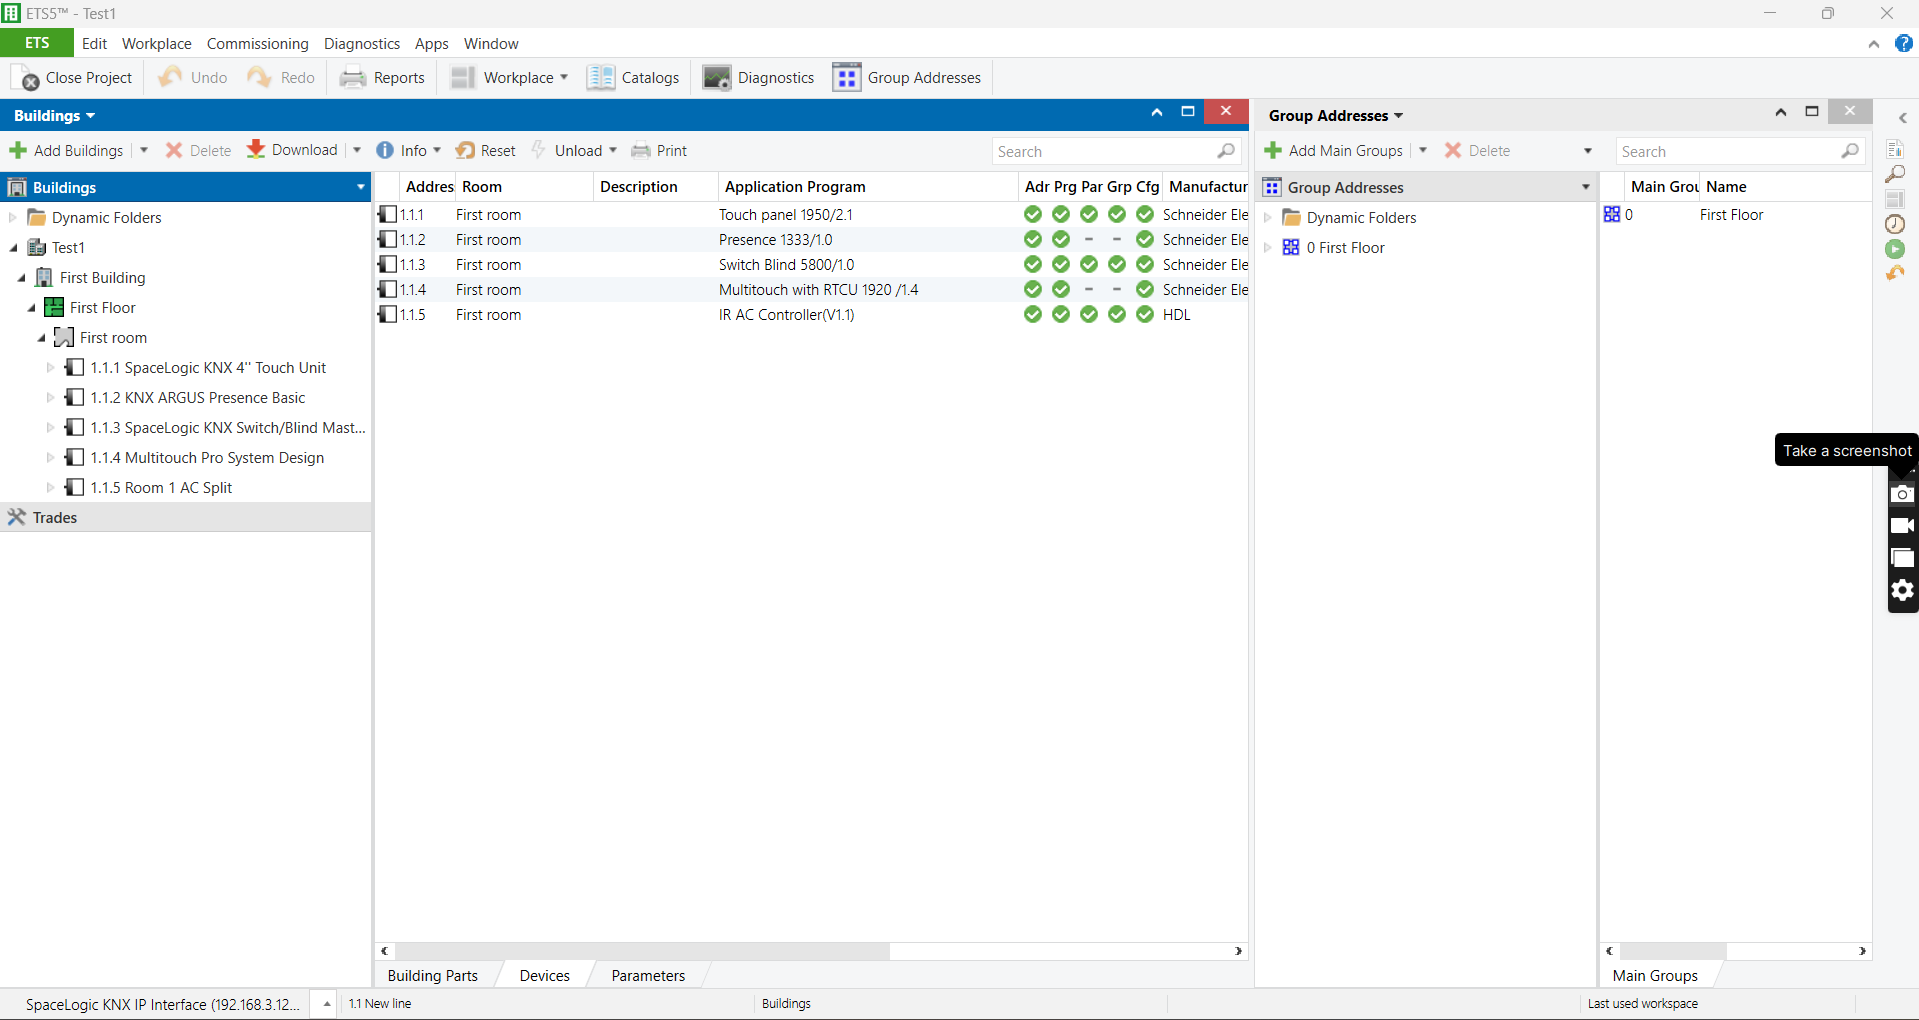 ETS5™ - Test1
ETS Edit Workplace Commissioning Diagnostics Apps Window
Close Project Undo Redo Reports Workplace Catalogs Diagnostics Group Addresses
Buildings
Add Buildings Delete Download Info Reset Unload Print Search
Buildings
Dynamic Folders
Test1
First Building
First Floor
First room
1.1.1 SpaceLogic KNX 4" Touch Unit
1.1.2 KNX ARGUS Presence Basic
1.1.3 SpaceLogic KNX Switch/Blind Mast...
1.1.4 Multitouch Pro System Design
1.1.5 Room 1 AC Split
Trades
Addres Room Description Application Program Adr Prg Par Grp Cfg Manufactur
1.1.1 First room Touch panel 1950/2.1 Schneider Ele
1.1.2 First room Presence 1333/1.0 - - Schneider Ele
1.1.3 First room Switch Blind 5800/1.0 Schneider Ele
1.1.4 First room Multitouch with RTCU 1920 /1.4 - - Schneider Ele
1.1.5 First room IR AC Controller(V1.1) HDL
Building Parts Devices Parameters
Group Addresses
Add Main Groups Delete Search
Group Addresses
Dynamic Folders
0 First Floor
Main Grou Name
0 First Floor
Main Groups
Take a screenshot
SpaceLogic KNX IP Interface (192.168.3.12... 1.1 New line Buildings Last used workspace